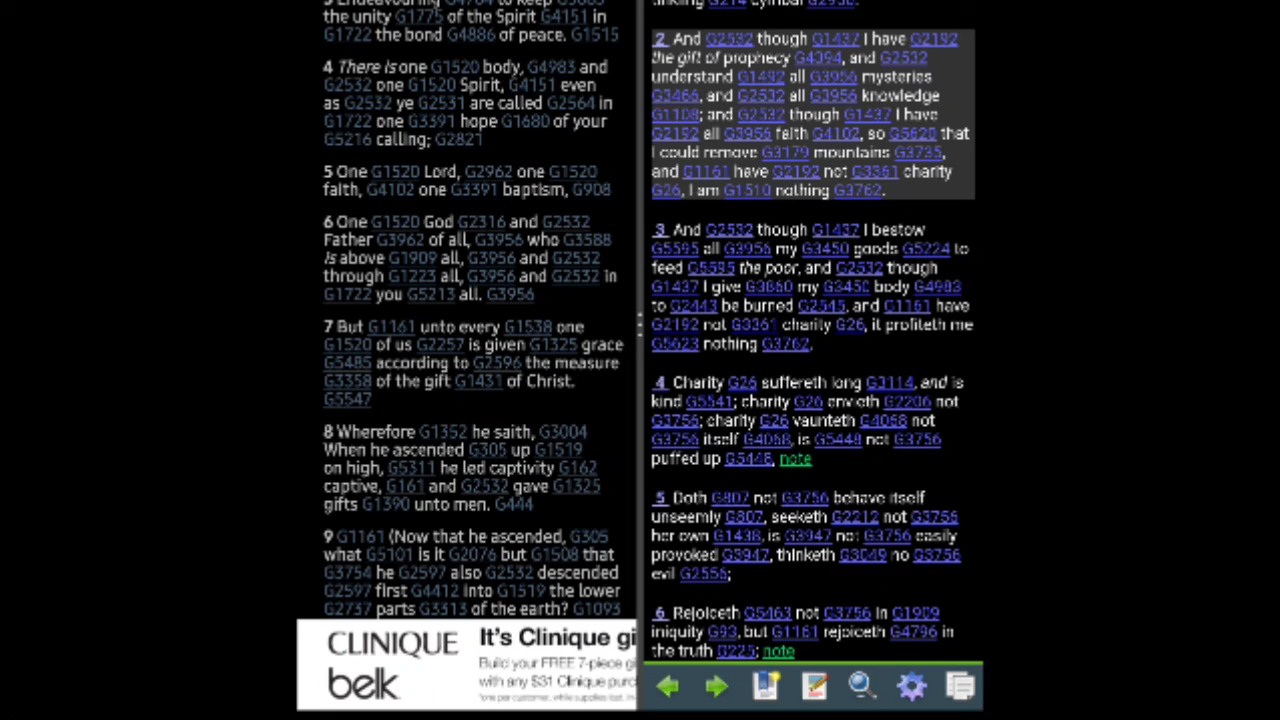 the unity G1775 of the Spirit G4151 in
G1722 the bond G4886 of peace. G1515
4 There is one G1520 body, G4983 and
G2532 one G1520 Spirit, G4151 even
as G2532 ye G2531 are called G2564 in
G1722 one G3391 hope G1680 of your
G5216 calling; G2821
5 One G1520 Lord, G2962 one G1520
faith, G4102 one G3391 baptism, G908
6 One G1520 God G2316 and G2532
Father G3962 of all, G3956 who G3588
is above G1909 all, G3956 and G2532
through G1223 all, G3956 and G2532 in
G1722 you G5213 all. G3956
7 But G1161 unto every G1538 one
G1520 of us G2257 is given G1325 grace
G5485 according to G2596 the measure
G3358 of the gift G1431 of Christ.
G5547
8 Wherefore G1352 he saith, G3004
When he ascended G305 up G1519
on high, G5311 he led captivity G162
captive, G161 and G2532 gave G1325
gifts G1390 unto men. G444
9 G1161 (Now that he ascended, G305
what G5101 is it G2076 but G1508 that
G3754 he G2597 also G2532 descended
G2597 first G4412 into G1519 the lower
G2737 parts G3313 of the earth? G1093
CLINIQUE
belk
It's Clinique gi
Build your FREE 7-piece gi
with any $31 Clinique purc
2 And G2532 though G1437 I have G2192
the gift of prophecy G4394, and G2532
understand G1492 all G3956 mysteries
G3466, and G2532 all G3956 knowledge
G1108; and G2532 though G1437 I have
G2192 all G3956 faith G4102, so G5620 that
I could remove G3179 mountains G3735,
and G1161 have G2192 not G3361 charity
G26, I am G1510 nothing G3762.
3 And G2532 though G1437 I bestow
G5595 all G3956 my G3450 goods G5224 to
feed G5595 the poor, and G2532 though
G1437 I give G3860 my G3450 body G4983
to G2443 be burned G2545, and G1161 have
G2192 not G3361 charity G26, it profiteth me
G5623 nothing G3762.
4 Charity G26 suffereth long G3114, and is
kind G5541; charity G26 envieth G2206 not
G3756; charity G26 vaunteth G4068 not
G3756 itself G4068, is G5448 not G3756
puffed up G5448, note
5 Doth G807 not G3756 behave itself
unseemly G807, seeketh G2212 not G3756
her own G1438, is G3947 not G3756 easily
provoked G3947, thinketh G3049 no G3756
evil G2556;
6 Rejoiceth G5463 not G3756 in G1909
iniquity G93, but G1161 rejoiceth G4796 in
the truth G225; note